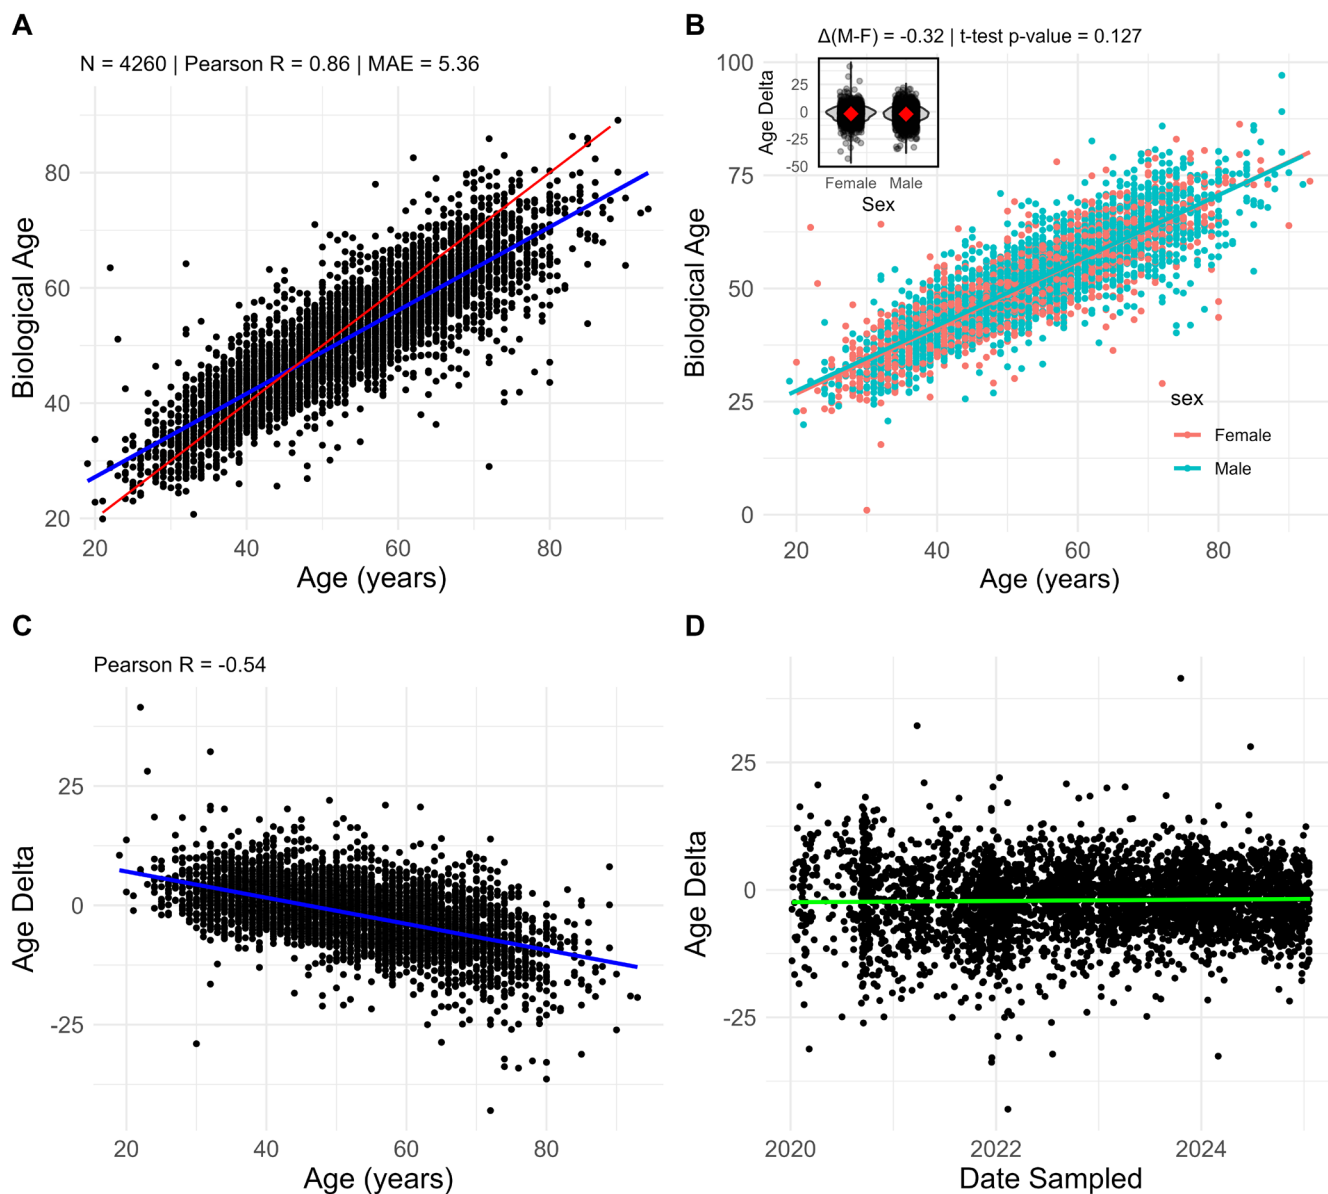 A
N = 4260 | Pearson R = 0.86 | MAE = 5.36
Biological Age
80
60
40
20
20 40 60 80
Age (years)
B
Δ(M-F) = -0.32 | t-test p-value = 0.127
Biological Age
100
75
50
25
0
Age Delta
25
0
-25
-50
Female Male
Sex
sex
Female
Male
20 40 60 80
Age (years)
C
Pearson R = -0.54
Age Delta
25
0
-25
20 40 60 80
Age (years)
D
Age Delta
25
0
-25
2020 2022 2024
Date Sampled